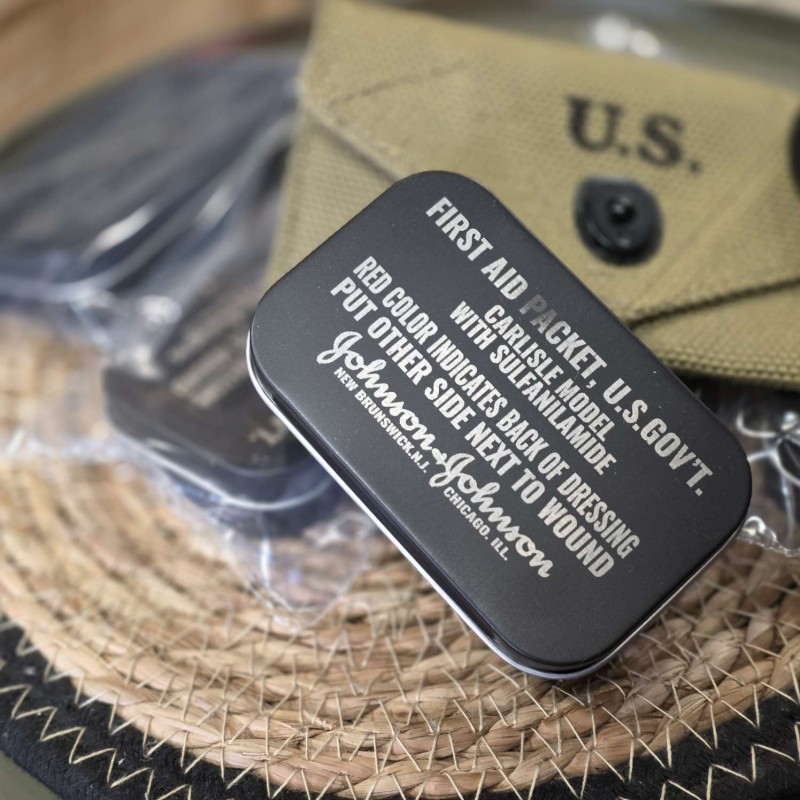 U.S.
FIRST AID PACKET, U.S.GOV'T.
CARLISLE MODEL
WITH SULFANILAMIDE
RED COLOR INDICATES BACK OF DRESSING
PUT OTHER SIDE NEXT TO WOUND
Johnson & Johnson
NEW BRUNSWICK.N.J. CHICAGO. ILL.